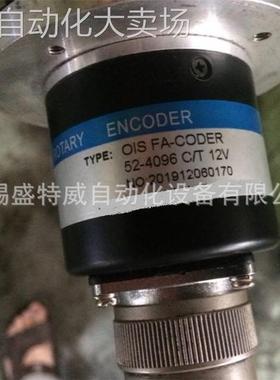 自动化大卖场
ROTARY ENCODER
TYPE: OIS FA-CODER
52-4096 C/T 12V
NO:201912060170
锡盛特威自动化设备有限公